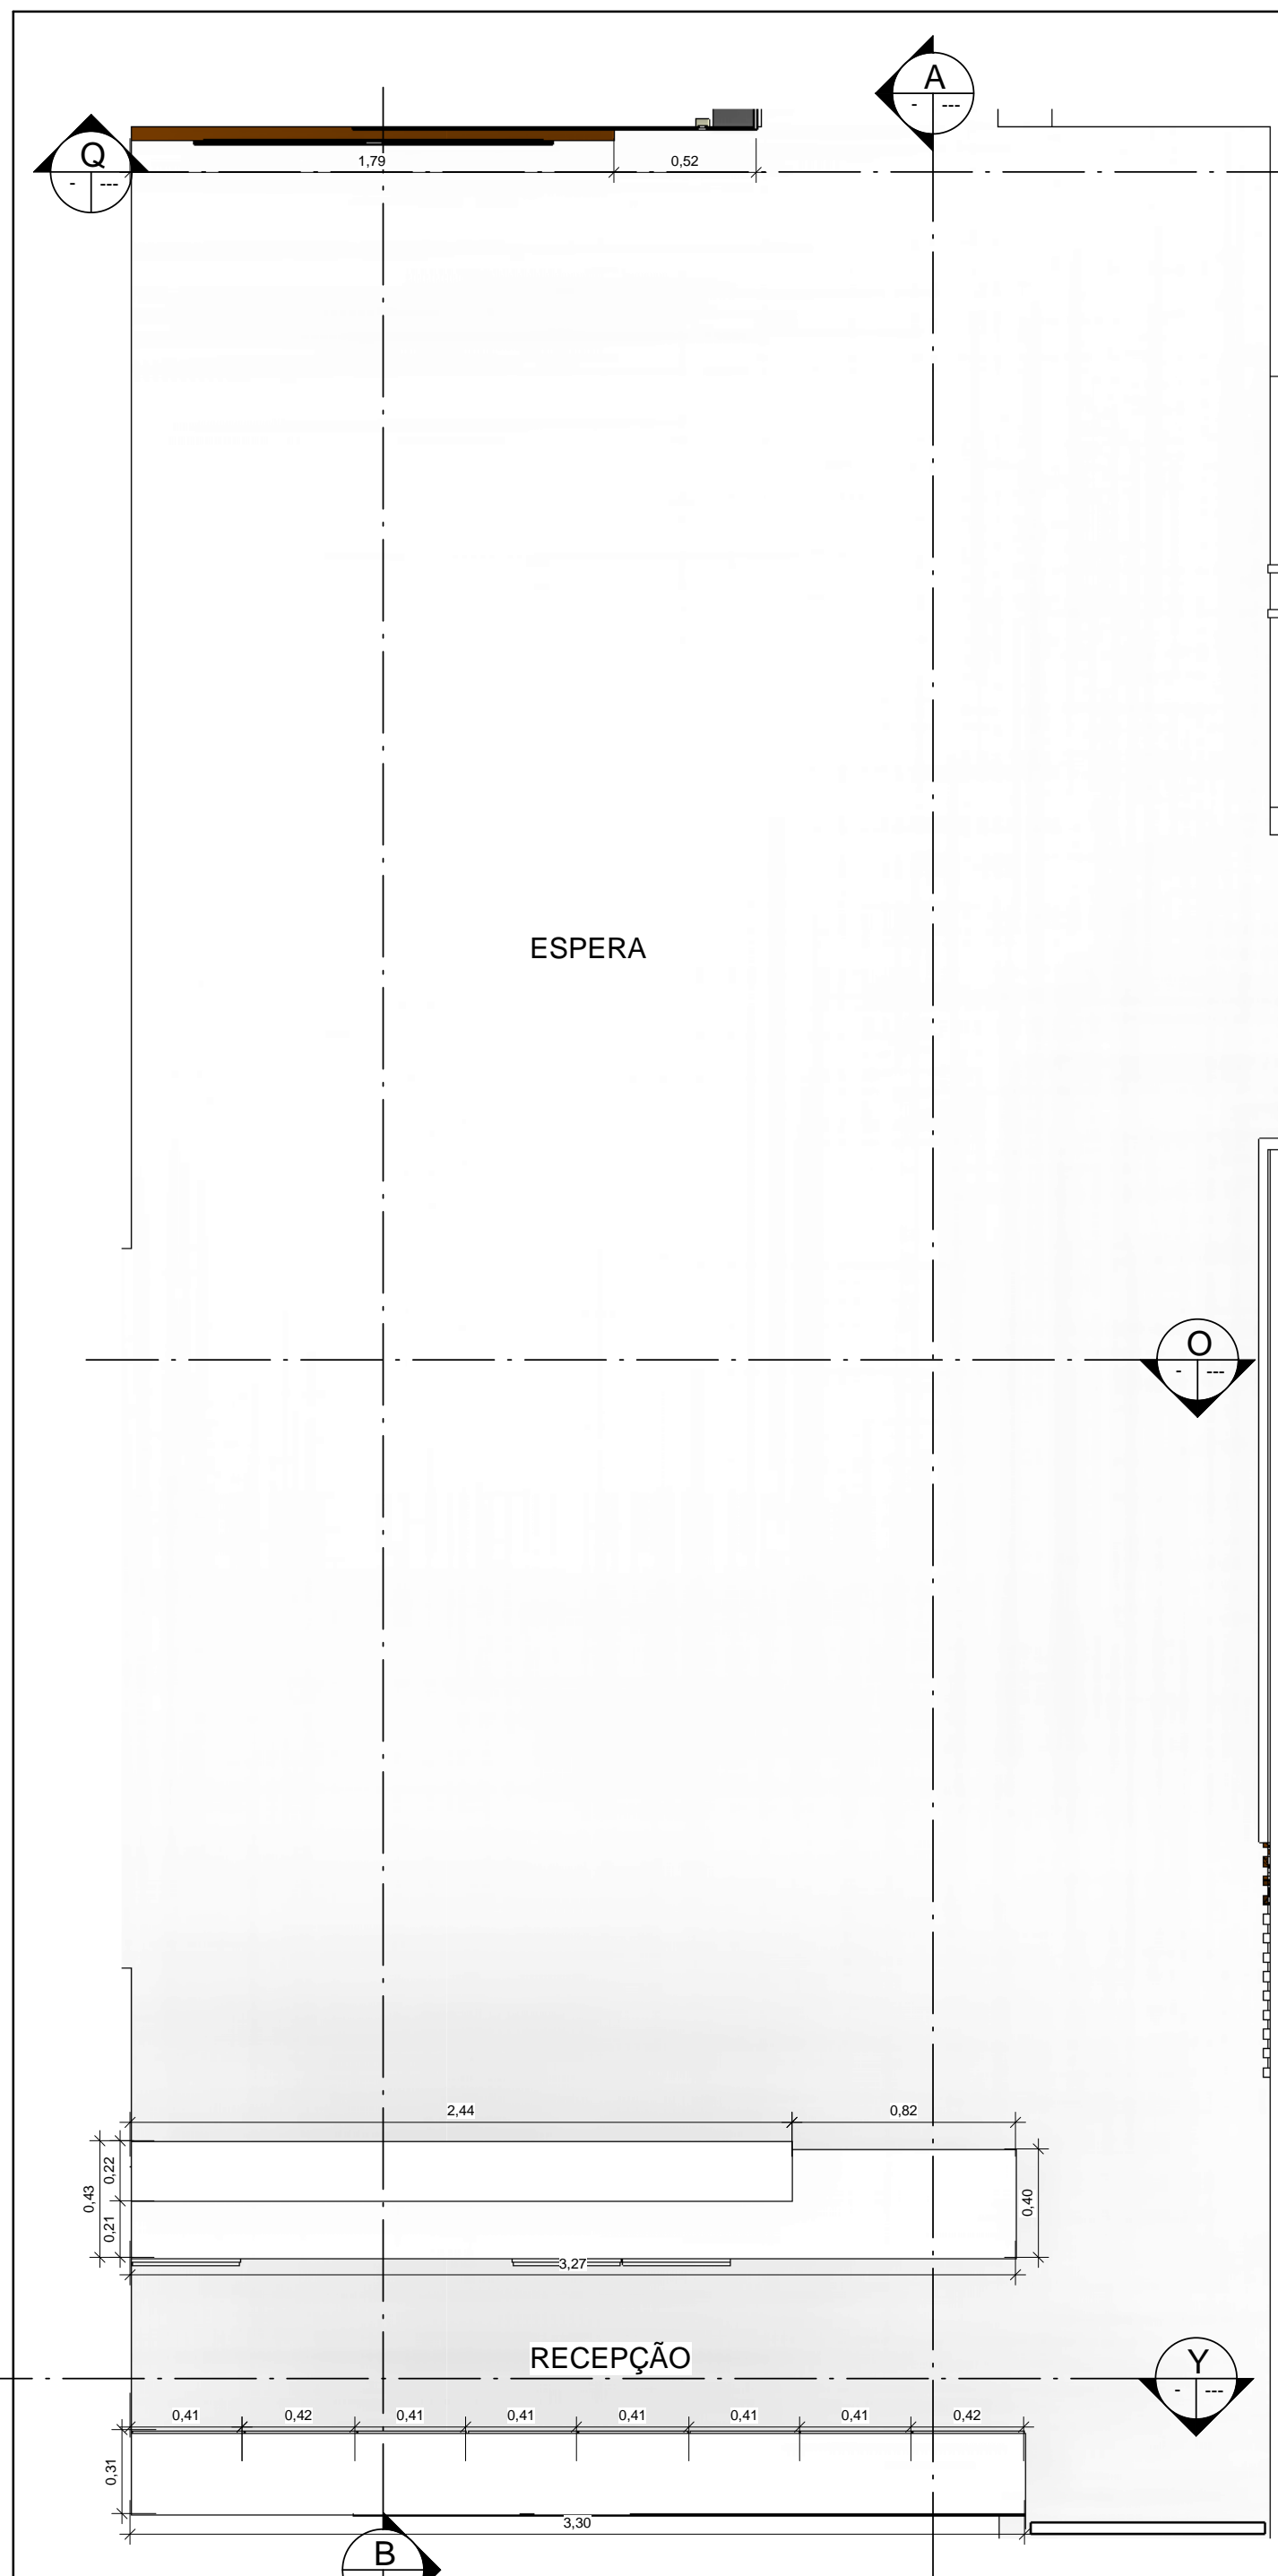 A
- ---
Q
- ---
1,79 0,52
ESPERA
O
- ---
2,44 0,82
0,43
0,22
0,21
0,40
3,27
RECEPÇÃO
Y
- ---
0,41 0,42 0,41 0,41 0,41 0,41 0,41 0,42
0,31
3,30
B